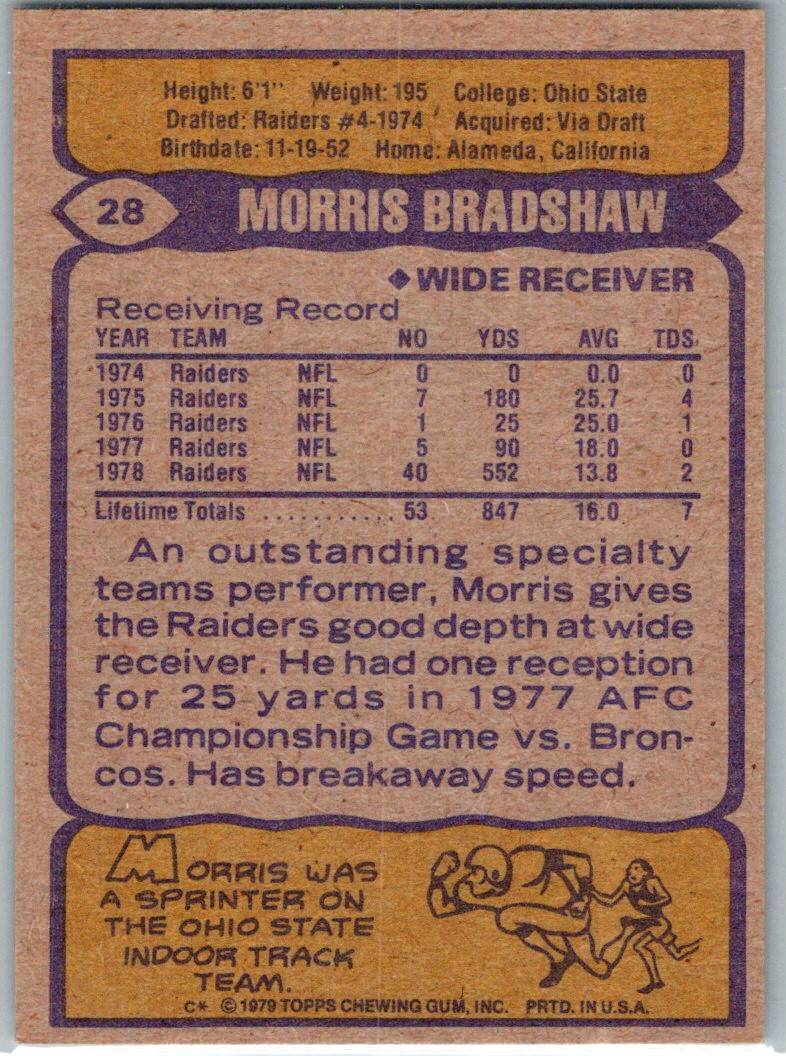 Height: 6'1" Weight: 195 College: Ohio State
Drafted: Raiders #4-1974 Acquired: Via Draft
Birthdate: 11-19-52 Home: Alameda, California
28 MORRIS BRADSHAW
◆WIDE RECEIVER
Receiving Record
YEAR TEAM NO YDS AVG TDS
1974 Raiders NFL 0 0 0.0 0
1975 Raiders NFL 7 180 25.7 4
1976 Raiders NFL 1 25 25.0 1
1977 Raiders NFL 5 90 18.0 0
1978 Raiders NFL 40 552 13.8 2
Lifetime Totals ........... 53 847 16.0 7
An outstanding specialty
teams performer, Morris gives
the Raiders good depth at wide
receiver. He had one reception
for 25 yards in 1977 AFC
Championship Game vs. Bron-
cos. Has breakaway speed.
MORRIS WAS
A SPRINTER ON
THE OHIO STATE
INDOOR TRACK
TEAM.
C* ©1979 TOPPS CHEWING GUM, INC. PRTD. IN U.S.A.